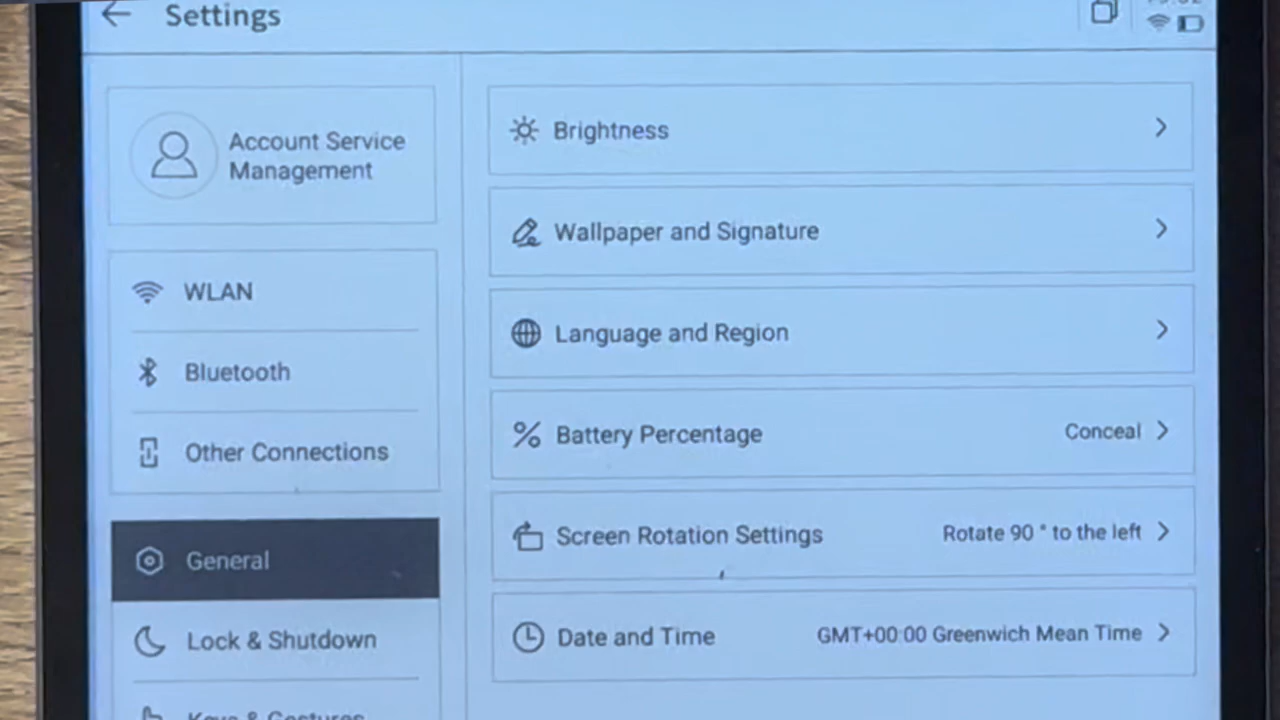 Settings
Account Service
Management
WLAN
Bluetooth
Other Connections
General
Lock & Shutdown
Keys & Gestures
Brightness
Wallpaper and Signature
Language and Region
Battery Percentage
Conceal
Screen Rotation Settings
Rotate 90 ° to the left
Date and Time
GMT+00:00 Greenwich Mean Time